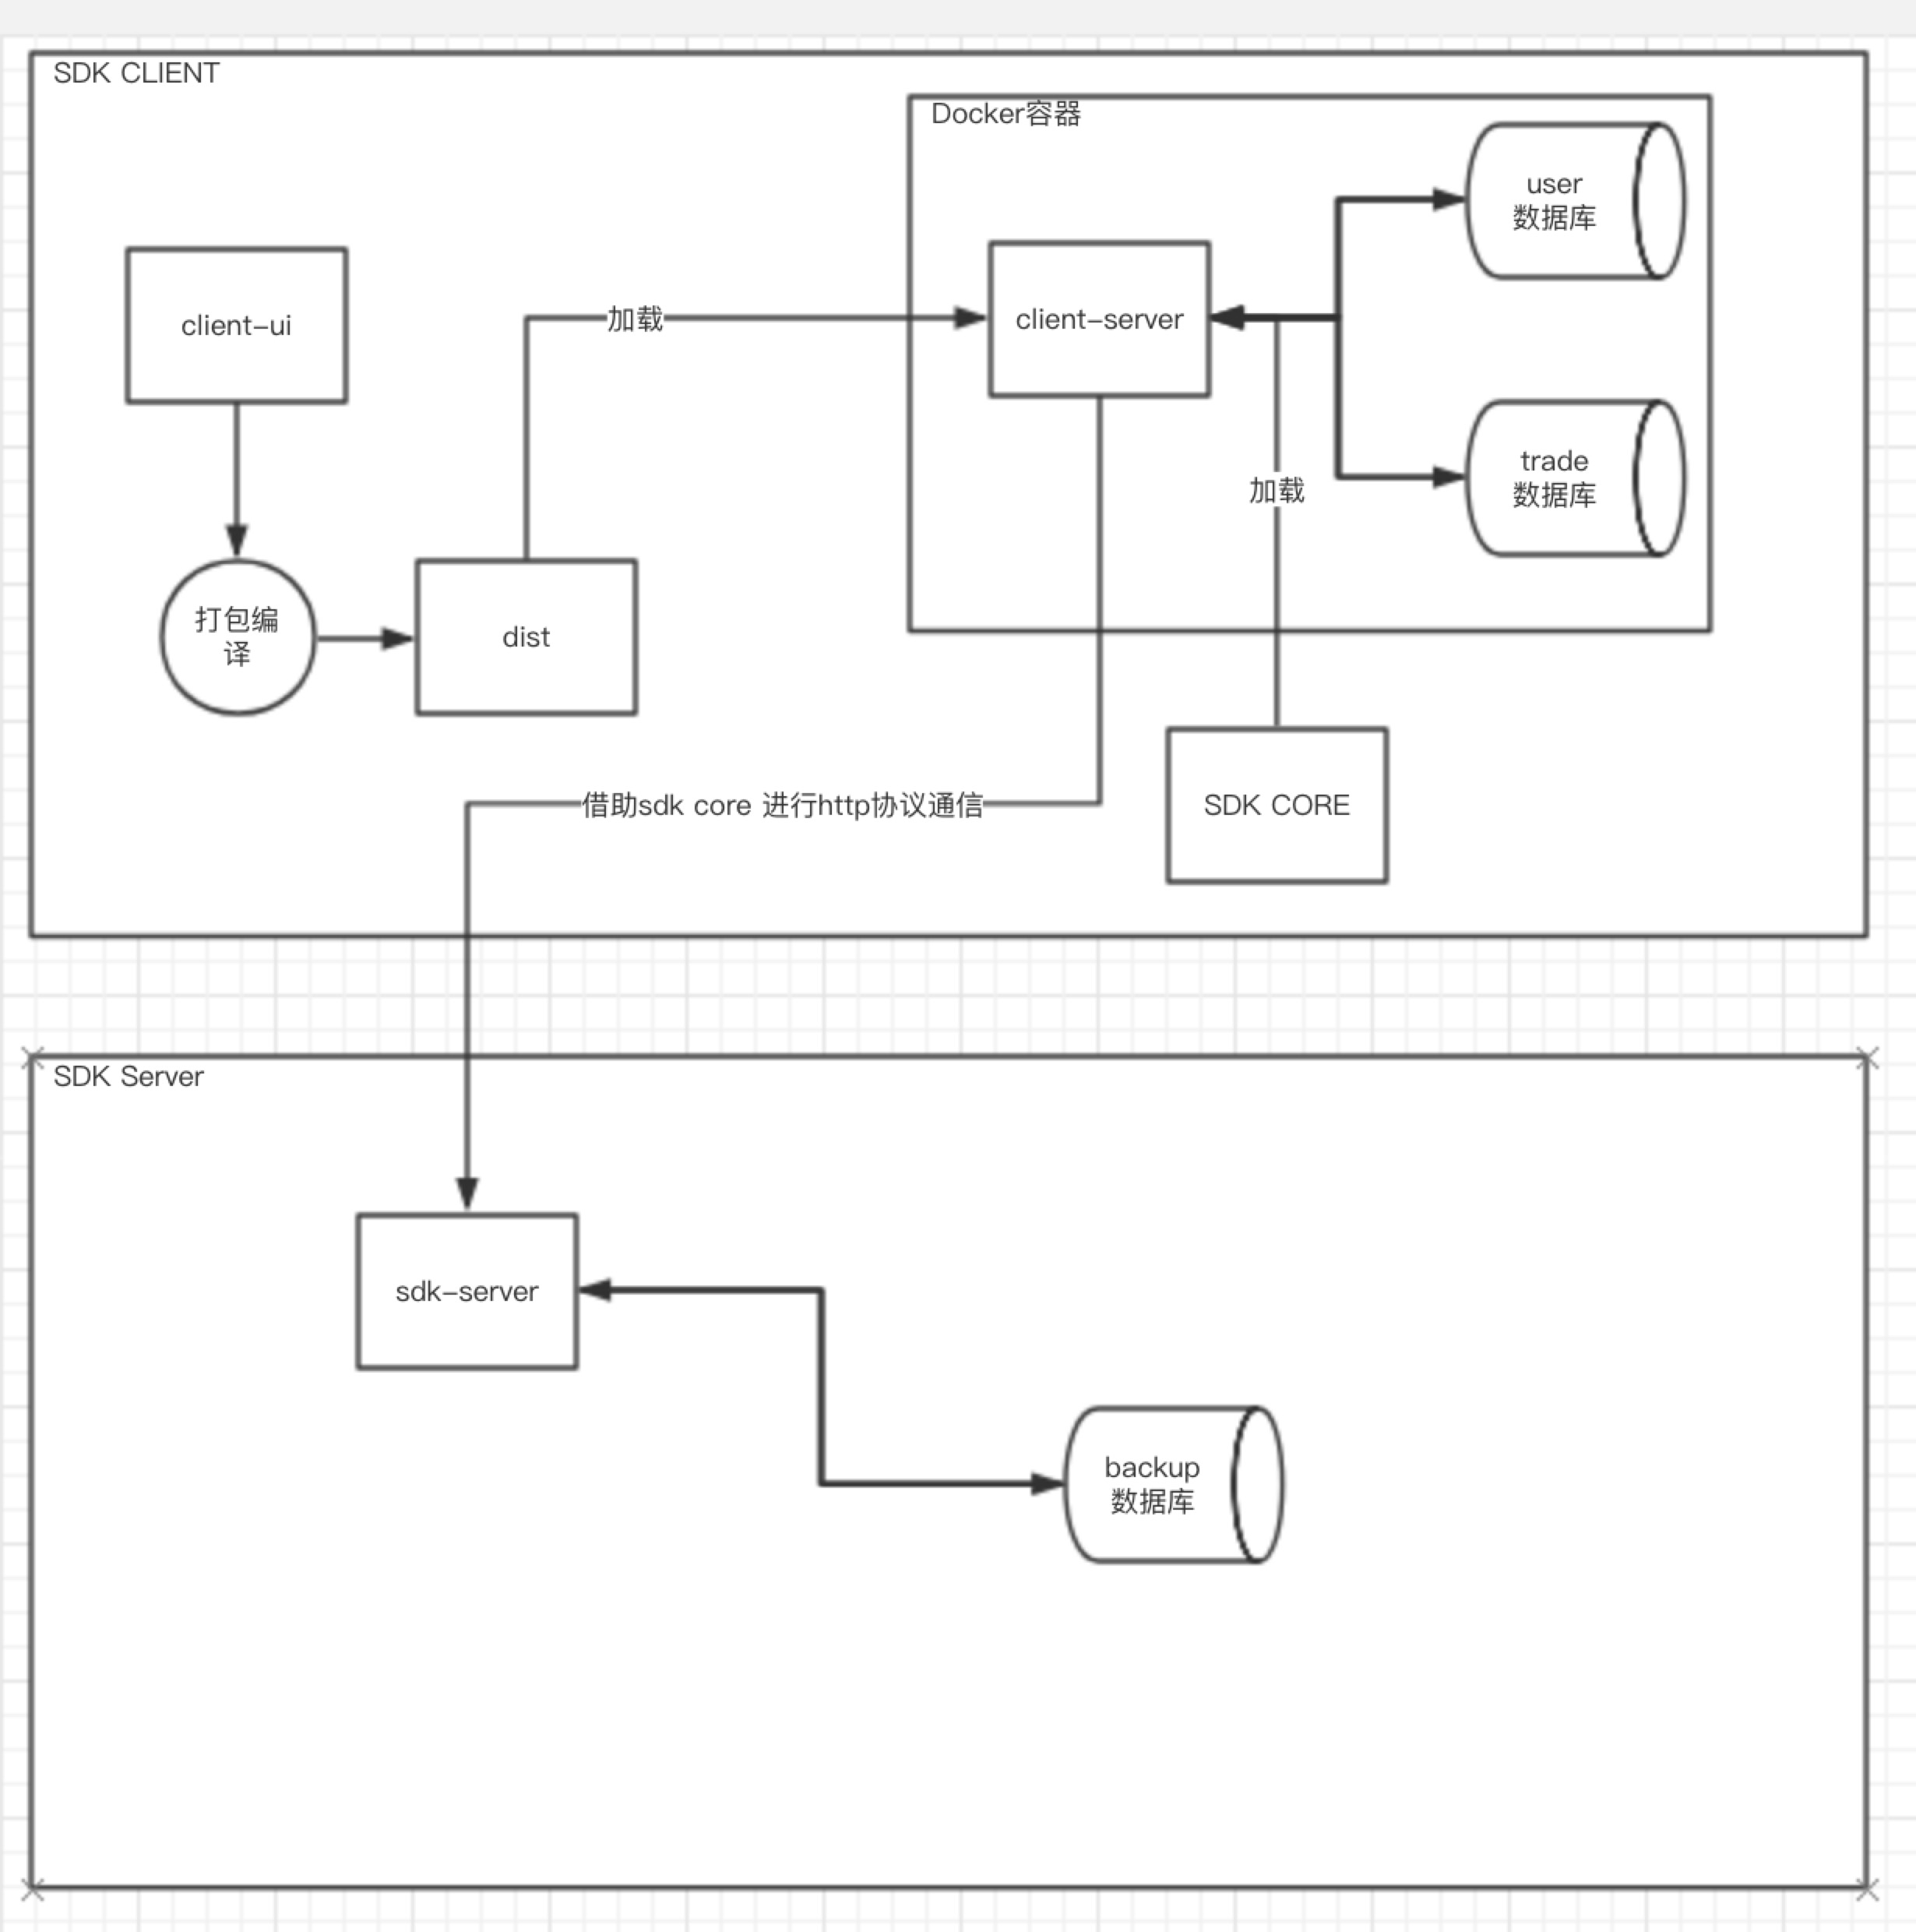 SDK CLIENT
Docker容器
user
数据库
client-ui
加载
client-server
trade
数据库
加载
打包编
译
dist
借助sdk core 进行http协议通信
SDK CORE
SDK Server
sdk-server
backup
数据库